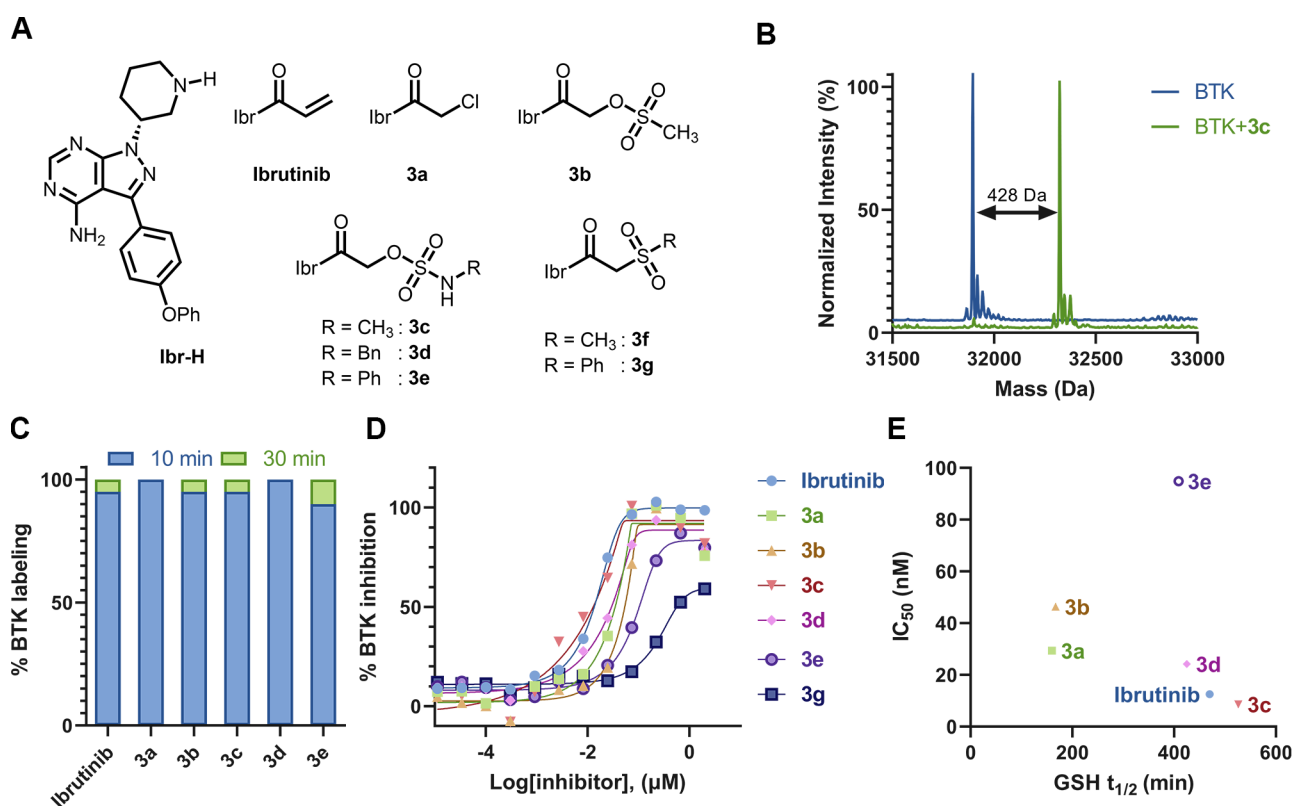 A
N
H
N
N
N
N
N
NH2
OPh
Ibr-H
O
Ibr
Ibrutinib
O
Ibr
Cl
3a
O
Ibr
O
S
O
O
CH3
3b
O
Ibr
O
S
O
O
N
H
R
R = CH3 : 3c
R = Bn : 3d
R = Ph : 3e
O
Ibr
S
O
O
R
R = CH3 : 3f
R = Ph : 3g
B
Normalized Intensity (%)
100
50
0
428 Da
BTK
BTK+3c
31500 32000 32500 33000
Mass (Da)
C
10 min 30 min
% BTK labeling
100
50
0
Ibrutinib 3a 3b 3c 3d 3e
D
% BTK inhibition
100
50
0
-4 -2 0
Log[inhibitor], (μM)
Ibrutinib
3a
3b
3c
3d
3e
3g
E
IC50 (nM)
100
80
60
40
20
0
3e
3b
3a
3d
Ibrutinib
3c
0 200 400 600
GSH t1/2 (min)